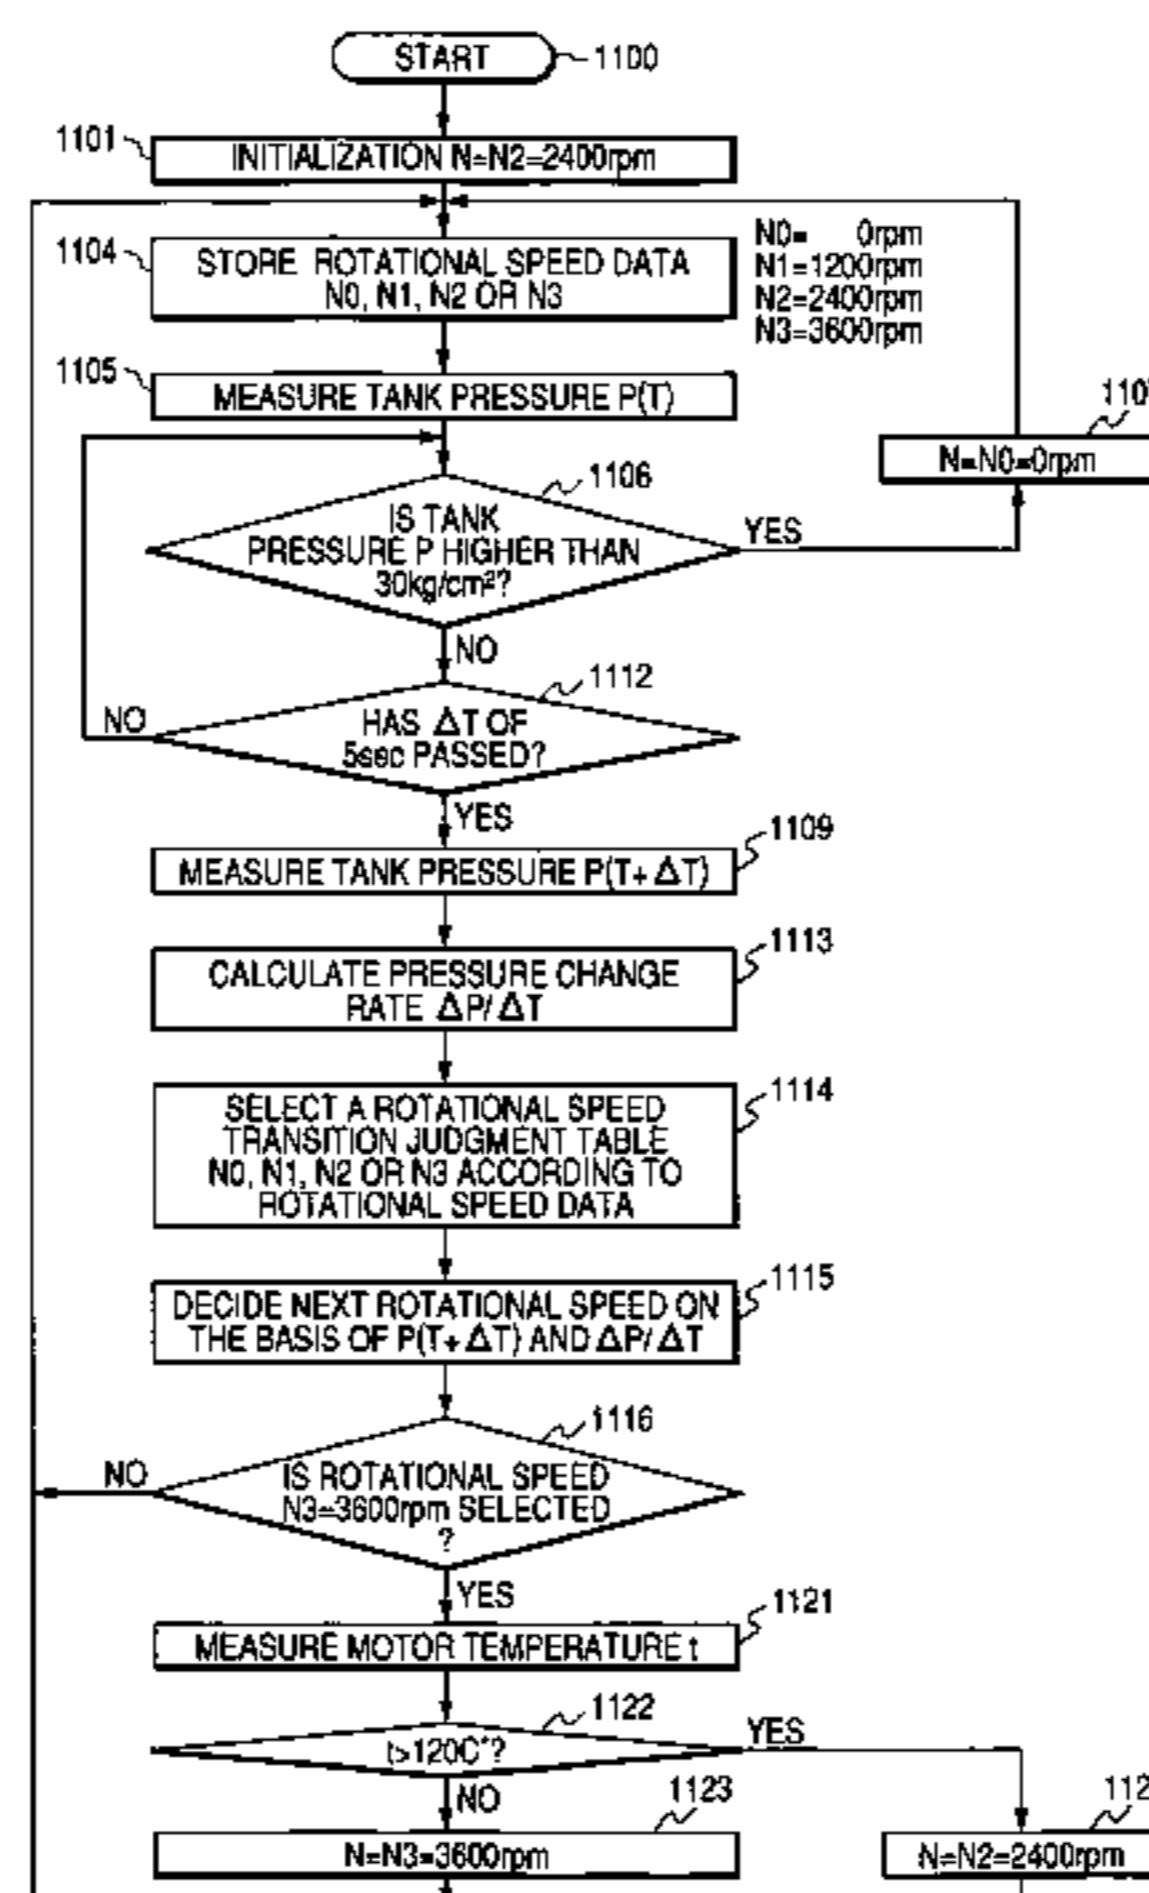 START
1100
1101
INITIALIZATION N=N2=2400rpm
1104
STORE ROTATIONAL SPEED DATA
N0, N1, N2 OR N3
N0= 0rpm
N1=1200rpm
N2=2400rpm
N3=3600rpm
1105
MEASURE TANK PRESSURE P(T)
110
N=N0=0rpm
1106
IS TANK
PRESSURE P HIGHER THAN
30kg/cm²?
YES
NO
1112
HAS ΔT OF
5sec PASSED?
NO
YES
1109
MEASURE TANK PRESSURE P(T+ΔT)
1113
CALCULATE PRESSURE CHANGE
RATE ΔP/ΔT
1114
SELECT A ROTATIONAL SPEED
TRANSITION JUDGMENT TABLE
N0, N1, N2 OR N3 ACCORDING TO
ROTATIONAL SPEED DATA
1115
DECIDE NEXT ROTATIONAL SPEED ON
THE BASIS OF P(T+ΔT) AND ΔP/ΔT
1116
NO
IS ROTATIONAL SPEED
N3=3600rpm SELECTED
?
YES
1121
MEASURE MOTOR TEMPERATURE t
1122
t>120C°?
YES
NO
1123
N=N3=3600rpm
112
N=N2=2400rpm